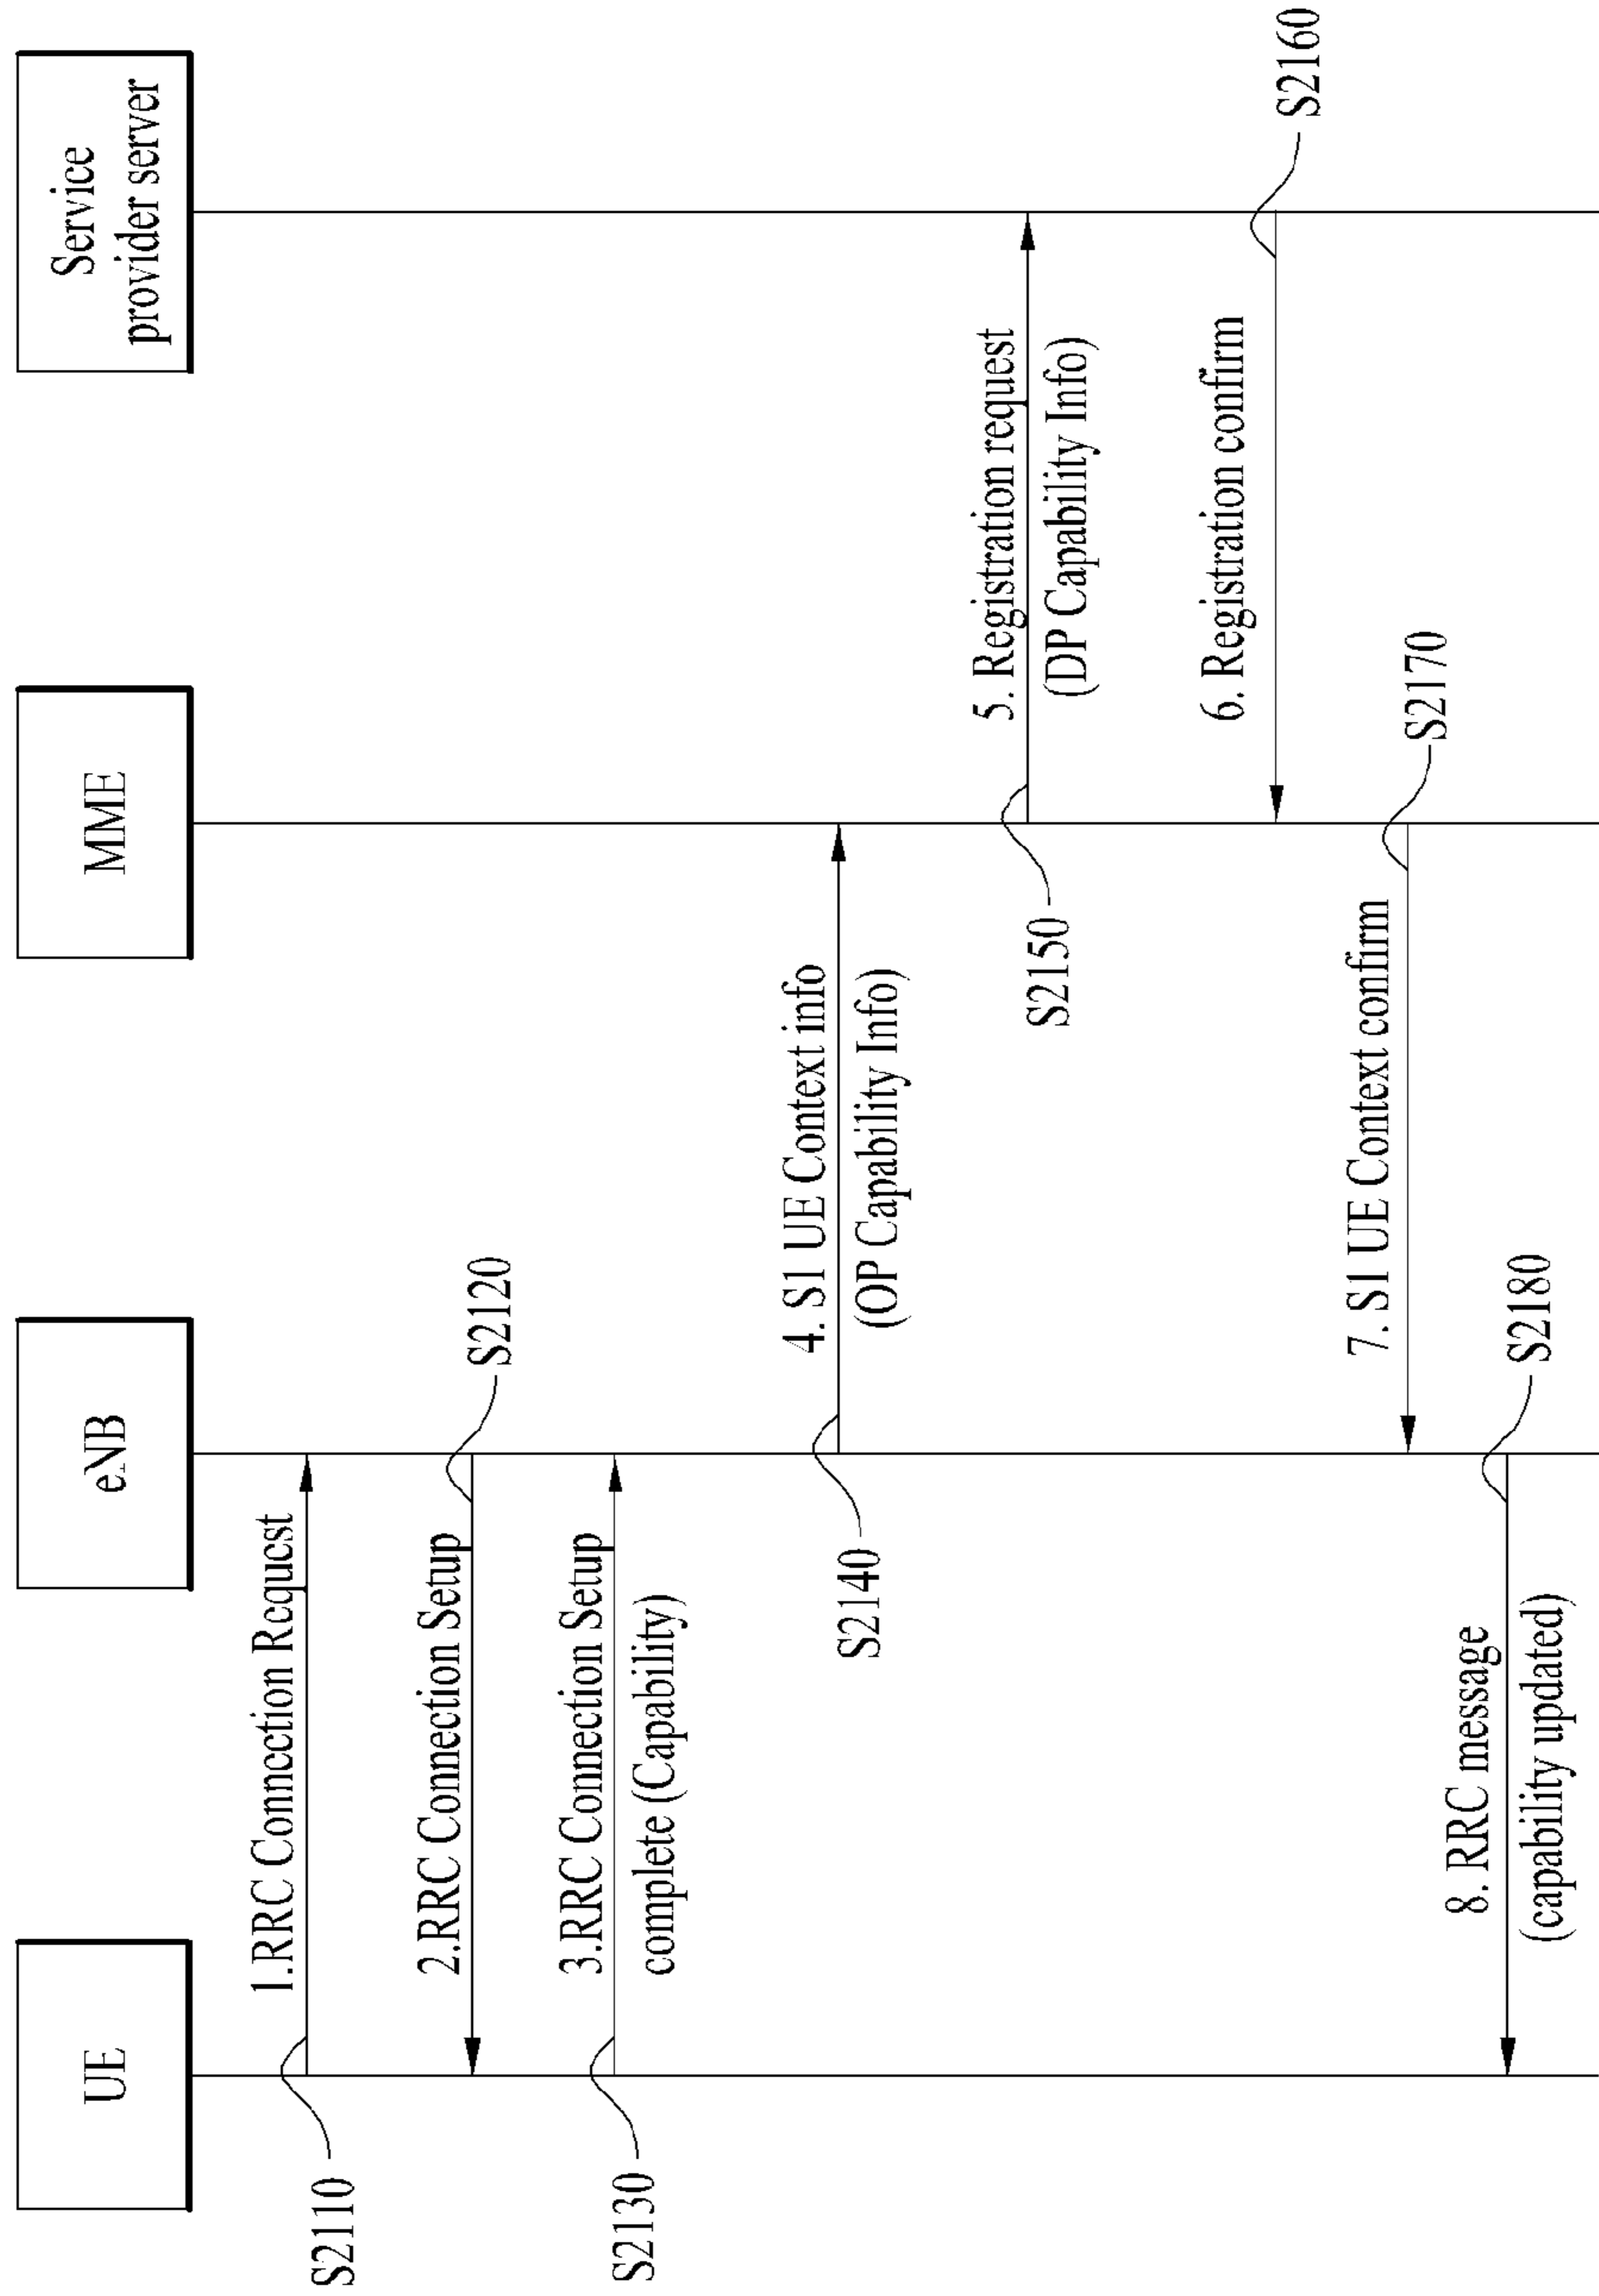 UE
eNB
MME
Service
provider server
1.RRC Connection Request
S2110
2.RRC Connection Setup
S2120
3.RRC Connection Setup
complete (Capability)
S2130
4. S1 UE Context info
(OP Capability Info)
S2140
5. Registration request
(DP Capability Info)
S2150
6. Registration confirm
S2160
7. S1 UE Context confirm
S2170
8. RRC message
(capability updated)
S2180